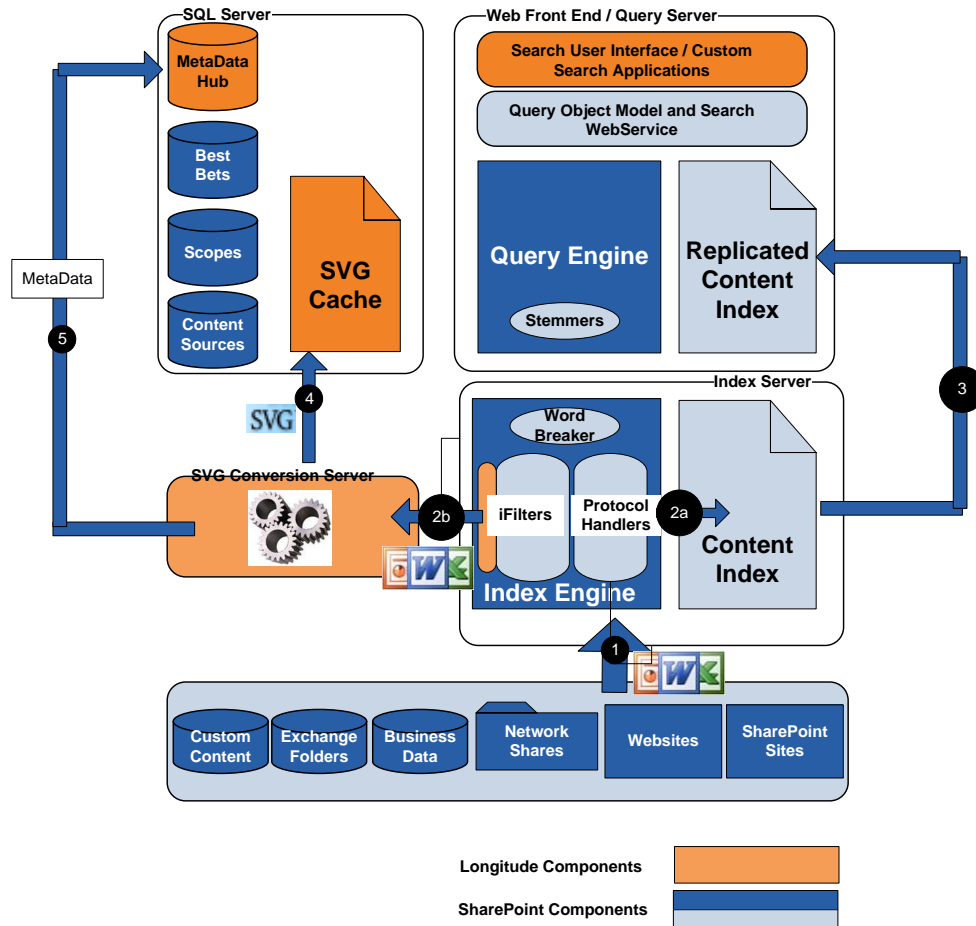 SQL Server
MetaData
Hub
Best
Bets
Scopes
Content
Sources
SVG
Cache
Web Front End / Query Server
Search User Interface / Custom
Search Applications
Query Object Model and Search
WebService
Query Engine
Stemmers
Replicated
Content
Index
MetaData
5
4
SVG
3
Index Server
Word
Breaker
iFilters
Protocol
Handlers
Index Engine
2a
Content
Index
2b
SVG Conversion Server
W
1
W
Custom
Content
Exchange
Folders
Business
Data
Network
Shares
Websites
SharePoint
Sites
Longitude Components
SharePoint Components